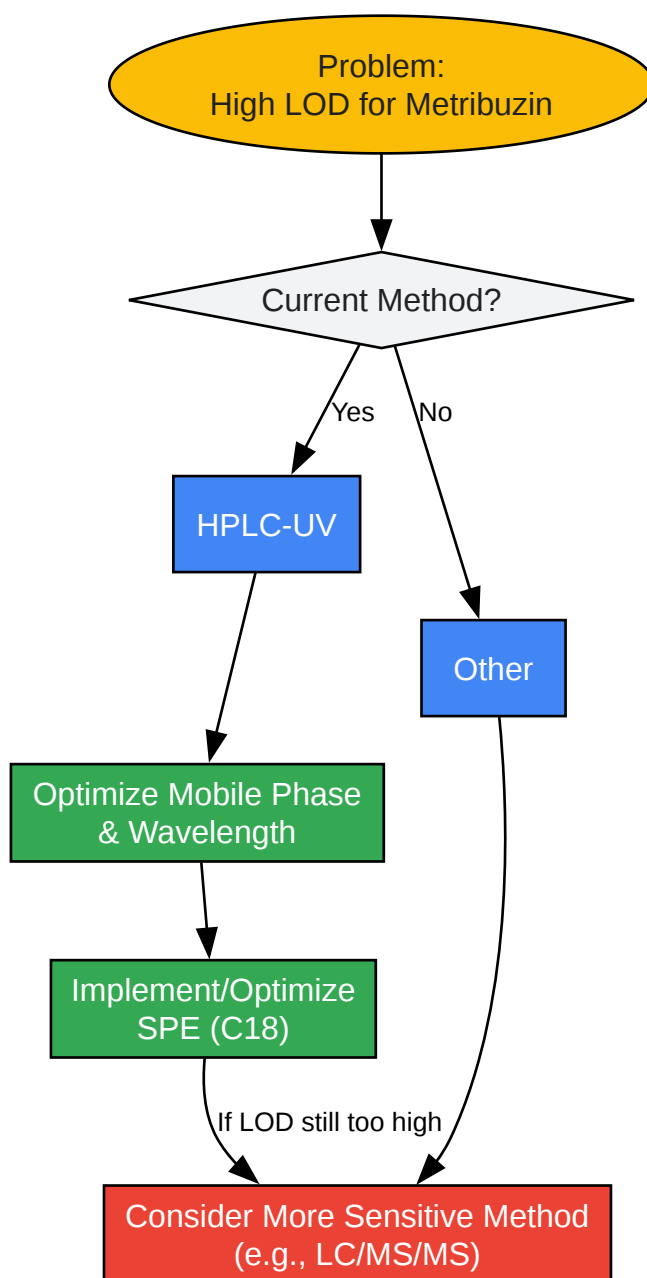 Problem:
High LOD for Metribuzin
Current Method?
Yes
No
HPLC-UV
Other
Optimize Mobile Phase
& Wavelength
Implement/Optimize
SPE (C18)
If LOD still too high
Consider More Sensitive Method
(e.g., LC/MS/MS)